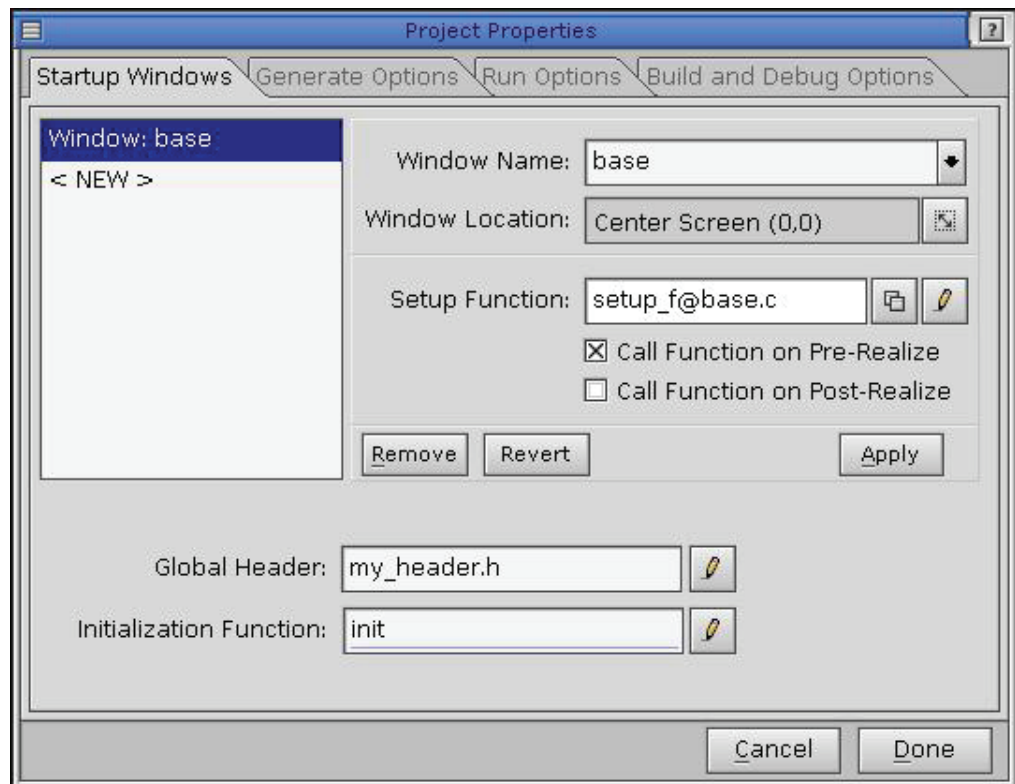 Project Properties
?
Startup Windows Generate Options Run Options Build and Debug Options
Window: base
< NEW >
Window Name: base
Window Location: Center Screen (0,0)
Setup Function: setup_f@base.c
Call Function on Pre-Realize
Call Function on Post-Realize
Remove Revert Apply
Global Header: my_header.h
Initialization Function: init
Cancel Done